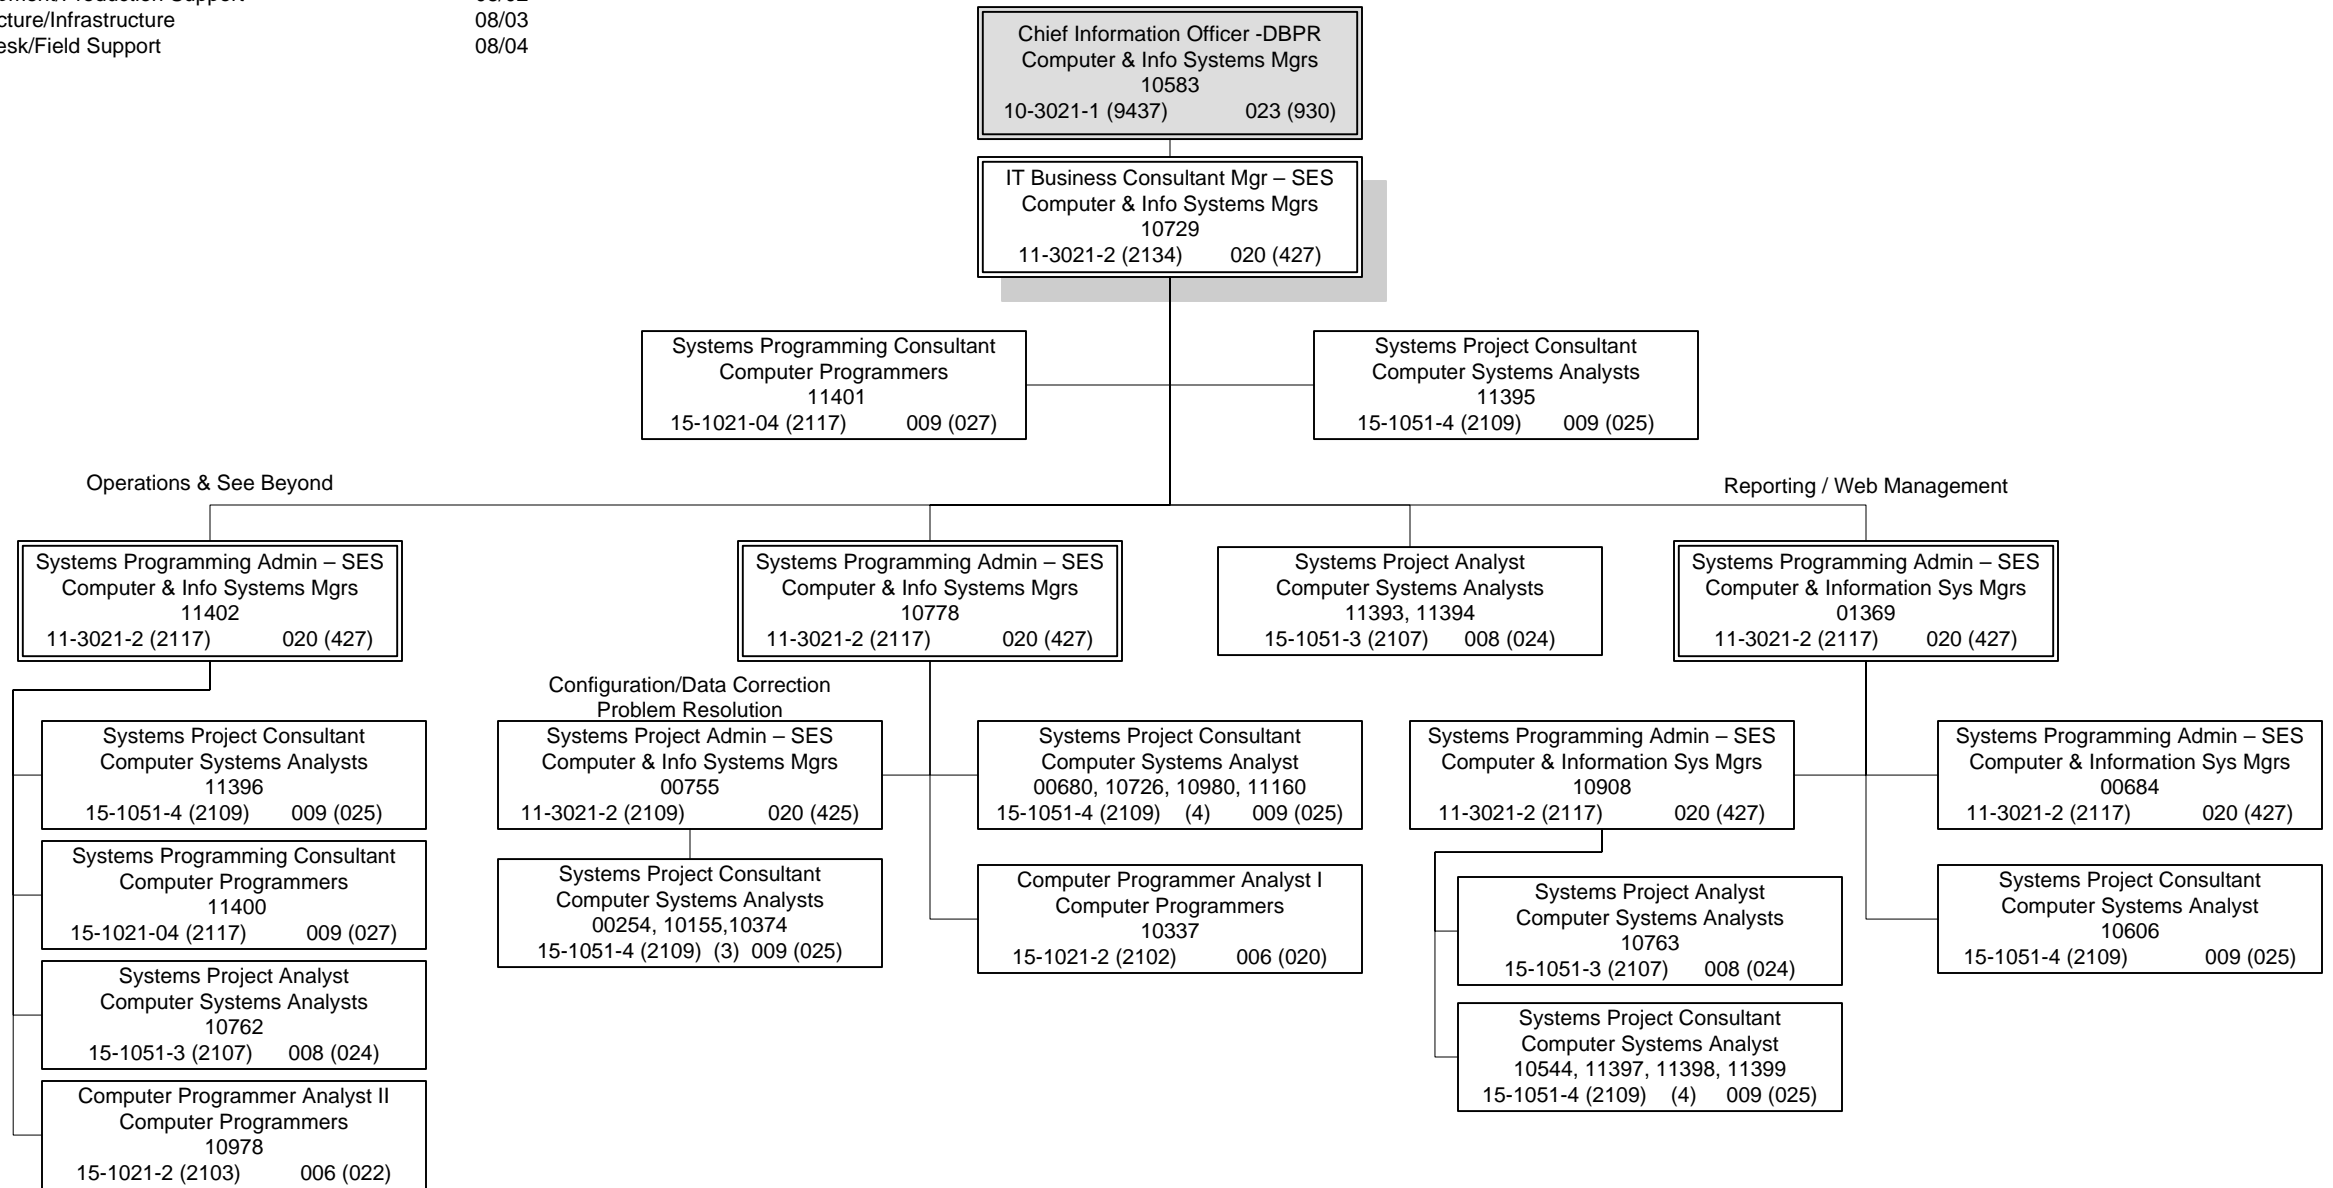 08/03
08/04
Chief Information Officer -DBPR
Computer & Info Systems Mgrs
10583
10-3021-1 (9437) 023 (930)
IT Business Consultant Mgr – SES
Computer & Info Systems Mgrs
10729
11-3021-2 (2134) 020 (427)
Systems Programming Consultant
Computer Programmers
11401
15-1021-04 (2117) 009 (027)
Systems Project Consultant
Computer Systems Analysts
11395
15-1051-4 (2109) 009 (025)
Operations & See Beyond
Reporting / Web Management
Systems Programming Admin – SES
Computer & Info Systems Mgrs
11402
11-3021-2 (2117) 020 (427)
Systems Programming Admin – SES
Computer & Info Systems Mgrs
10778
11-3021-2 (2117) 020 (427)
Systems Project Analyst
Computer Systems Analysts
11393, 11394
15-1051-3 (2107) 008 (024)
Systems Programming Admin – SES
Computer & Information Sys Mgrs
01369
11-3021-2 (2117) 020 (427)
Systems Project Consultant
Computer Systems Analysts
11396
15-1051-4 (2109) 009 (025)
Systems Programming Consultant
Computer Programmers
11400
15-1021-04 (2117) 009 (027)
Systems Project Analyst
Computer Systems Analysts
10762
15-1051-3 (2107) 008 (024)
Computer Programmer Analyst II
Computer Programmers
10978
15-1021-2 (2103) 006 (022)
Configuration/Data Correction
Problem Resolution
Systems Project Admin – SES
Computer & Info Systems Mgrs
00755
11-3021-2 (2109) 020 (425)
Systems Project Consultant
Computer Systems Analysts
00254, 10155,10374
15-1051-4 (2109) (3) 009 (025)
Systems Project Consultant
Computer Systems Analyst
00680, 10726, 10980, 11160
15-1051-4 (2109) (4) 009 (025)
Computer Programmer Analyst I
Computer Programmers
10337
15-1021-2 (2102) 006 (020)
Systems Programming Admin – SES
Computer & Information Sys Mgrs
10908
11-3021-2 (2117) 020 (427)
Systems Project Analyst
Computer Systems Analysts
10763
15-1051-3 (2107) 008 (024)
Systems Project Consultant
Computer Systems Analyst
10544, 11397, 11398, 11399
15-1051-4 (2109) (4) 009 (025)
Systems Programming Admin – SES
Computer & Information Sys Mgrs
00684
11-3021-2 (2117) 020 (427)
Systems Project Consultant
Computer Systems Analyst
10606
15-1051-4 (2109) 009 (025)